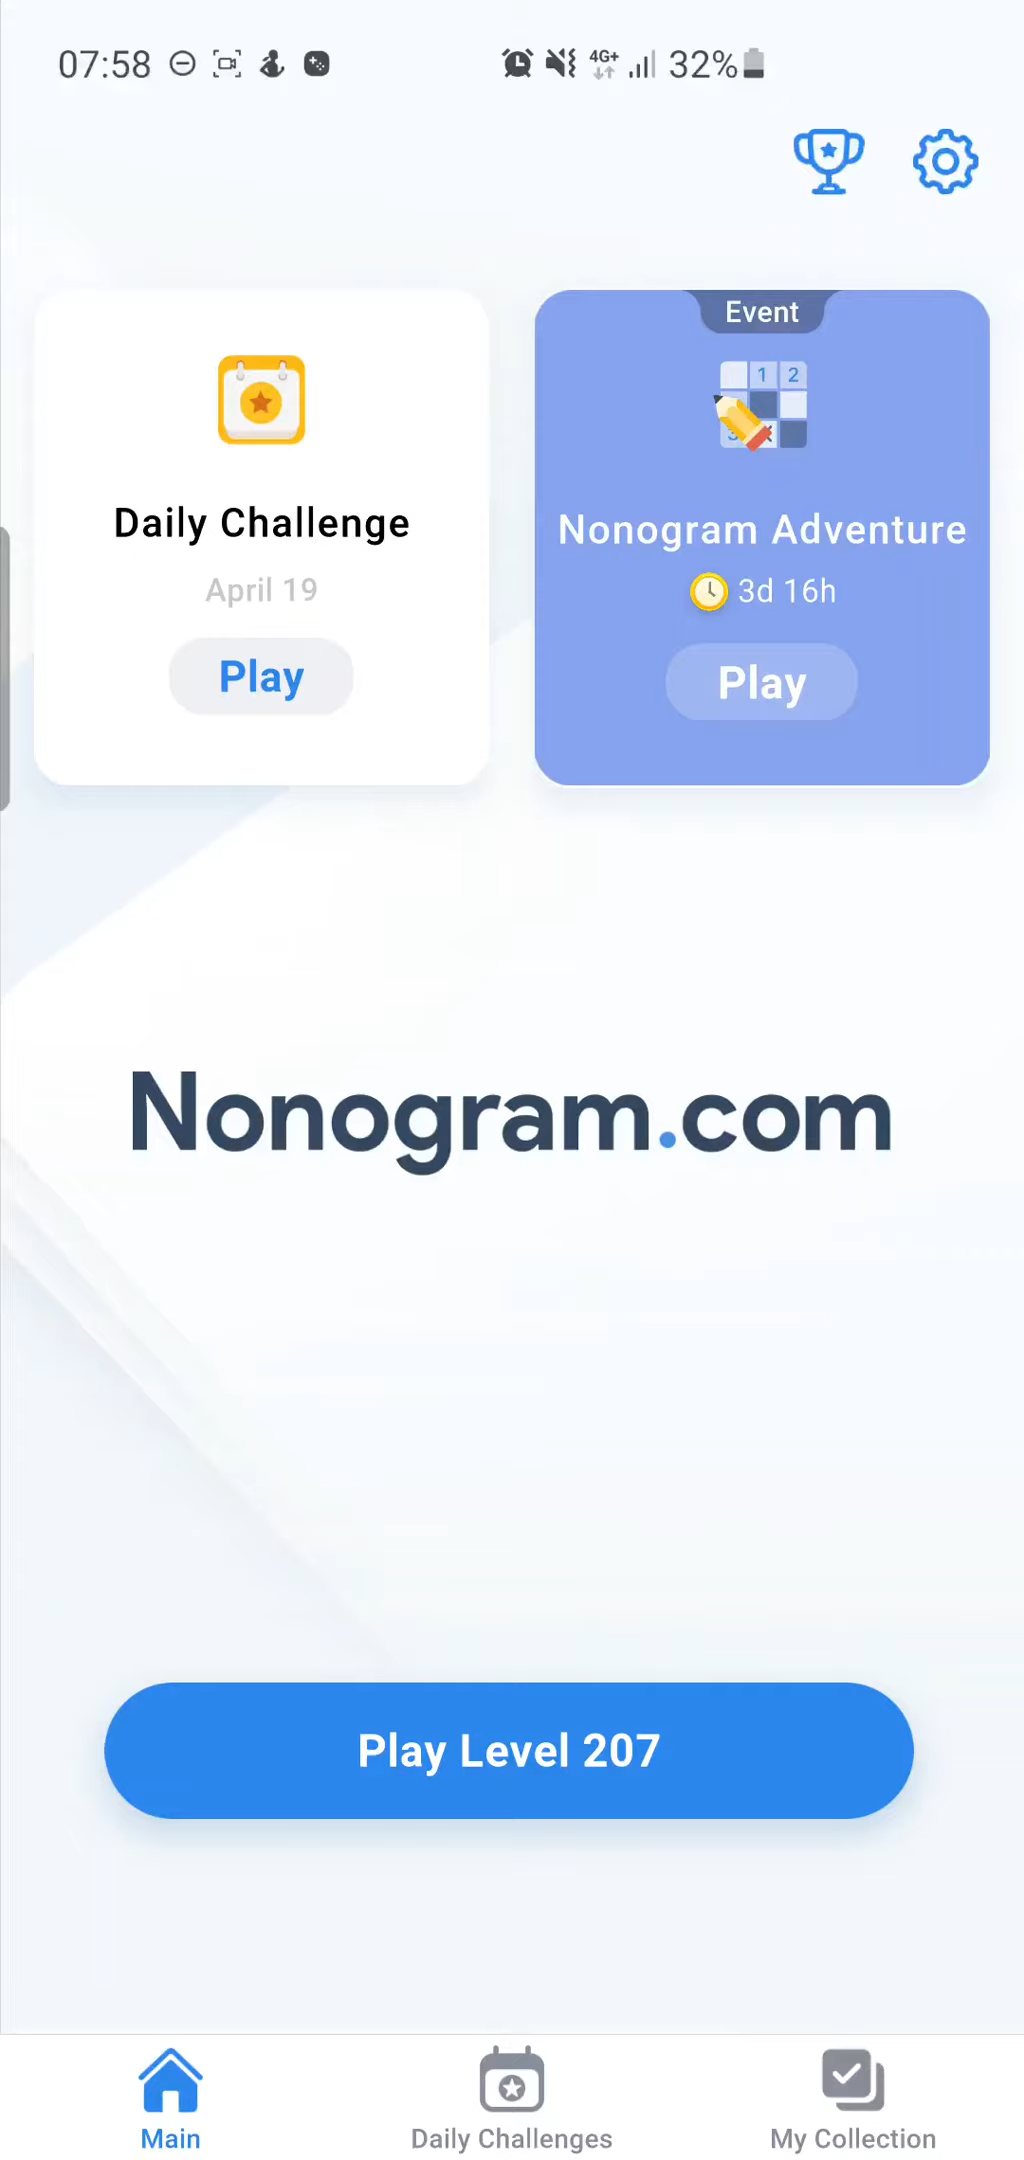 07:58 4G+ 32%
Daily Challenge
April 19
Play
Event
1 2
Nonogram Adventure
3d 16h
Play
Nonogram.com
Play Level 207
Main
Daily Challenges
My Collection